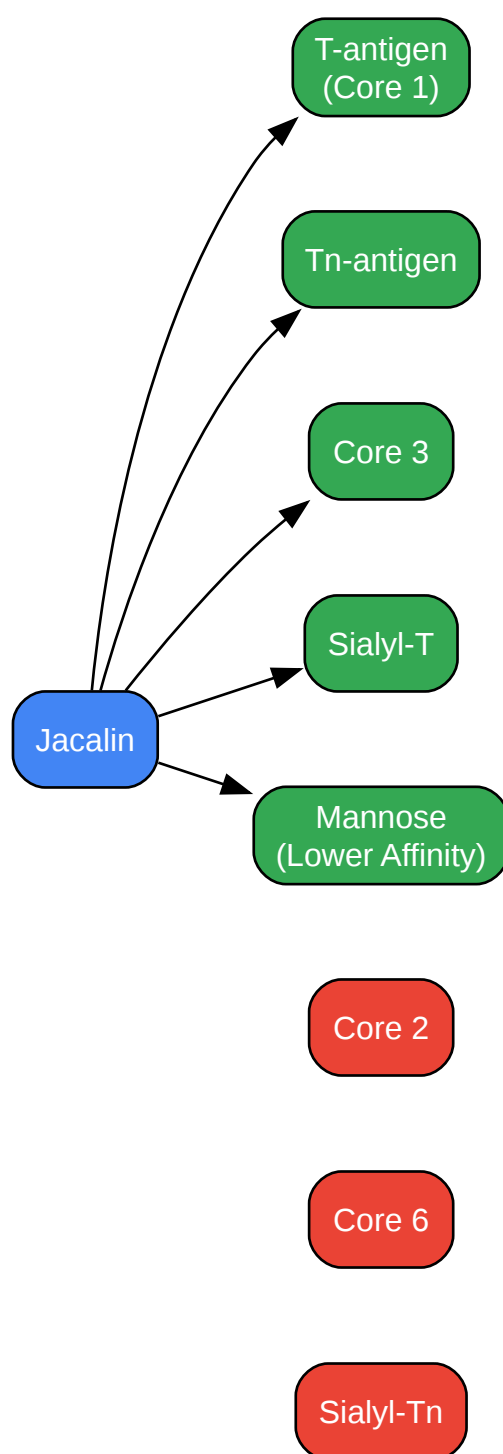 T-antigen
(Core 1)
Tn-antigen
Core 3
Sialyl-T
Jacalin
Mannose
(Lower Affinity)
Core 2
Core 6
Sialyl-Tn